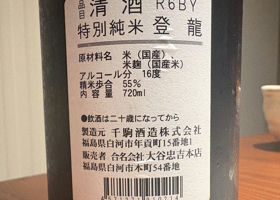 品目 清酒 R6BY
特別純米 登龍
原材料名 米(国産)、
米麹(国産米)
アルコール分 16度
精米歩合 55%
内容量 720ml
●飲酒は二十歳になってから
製造元 千駒酒造株式会社
福島県白河市年貢町15番地1
販売者 合名会社大谷忠吉本店
福島県白河市本町54番地